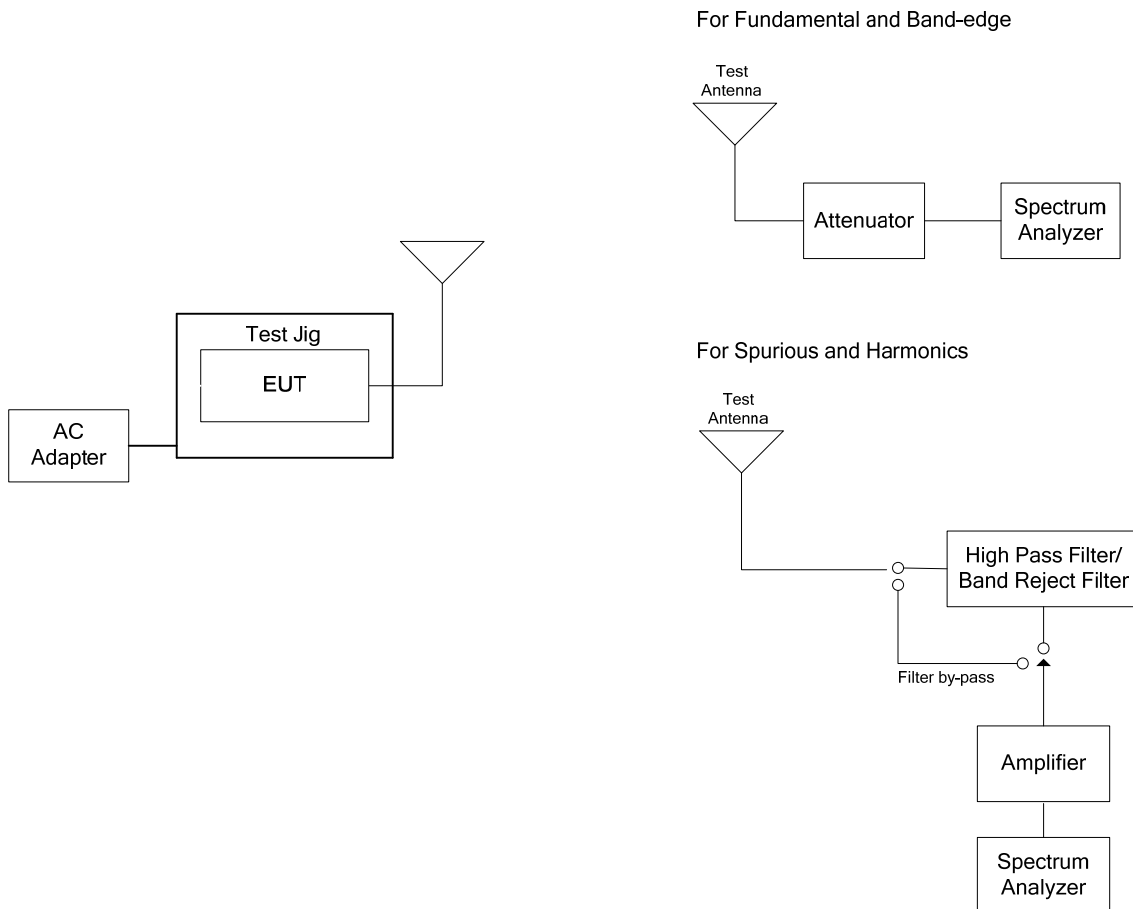 For Fundamental and Band-edge
Test
Antenna
Attenuator
Spectrum
Analyzer
Test Jig
EUT
AC
Adapter
For Spurious and Harmonics
Test
Antenna
High Pass Filter/
Band Reject Filter
Filter by-pass
Amplifier
Spectrum
Analyzer